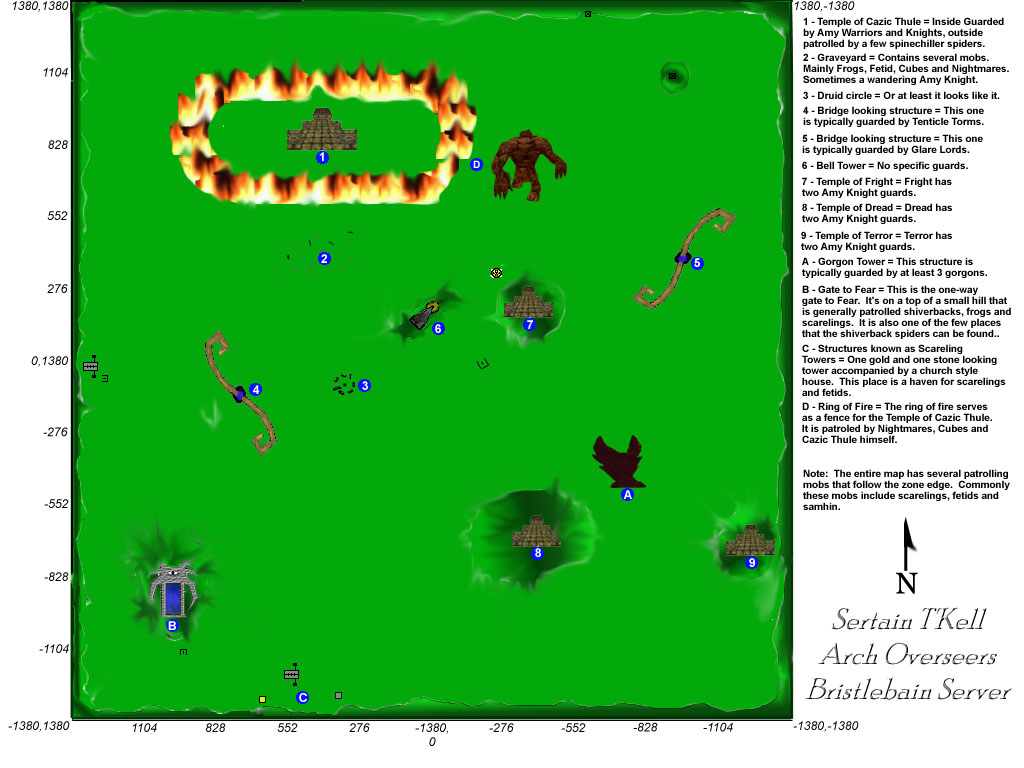 1380,1380
1380,-1380
1 - Temple of Cazic Thule = Inside Guarded
by Amy Warriors and Knights, outside
patrolled by a few spinechiller spiders.
2 - Graveyard = Contains several mobs.
Mainly Frogs, Fetid, Cubes and Nightmares.
Sometimes a wandering Amy Knight.
3 - Druid circle = Or at least it looks like it.
4 - Bridge looking structure = This one
is typically guarded by Tenticle Torms.
5 - Bridge looking structure = This one
is typically guarded by Glare Lords.
6 - Bell Tower = No specific guards.
7 - Temple of Fright = Fright has
two Amy Knight guards.
8 - Temple of Dread = Dread has
two Amy Knight guards.
9 - Temple of Terror = Terror has
two Amy Knight guards.
A - Gorgon Tower = This structure is
typically guarded by at least 3 gorgons.
B - Gate to Fear = This is the one-way
gate to Fear.  It's on a top of a small hill that
is generally patrolled shiverbacks, frogs and
scarelings.  It is also one of the few places
that the shiverback spiders can be found..
C - Structures known as Scareling
Towers = One gold and one stone looking
tower accompanied by a church style
house.  This place is a haven for scarelings
and fetids.
D - Ring of Fire = The ring of fire serves
as a fence for the Temple of Cazic Thule.
It is patroled by Nightmares, Cubes and
Cazic Thule himself.
Note:  The entire map has several patrolling
mobs that follow the zone edge.  Commonly
these mobs include scarelings, fetids and
samhin.
N
Sertain T'Kell
Arch Overseers
Bristlebain Server
1104
828
552
276
0,1380
-276
-552
-828
-1104
-1380,1380
1
D
2
5
6
7
4
3
A
8
9
B
C
1104
828
552
276
-1380,
0
-276
-552
-828
-1104
-1380,-1380